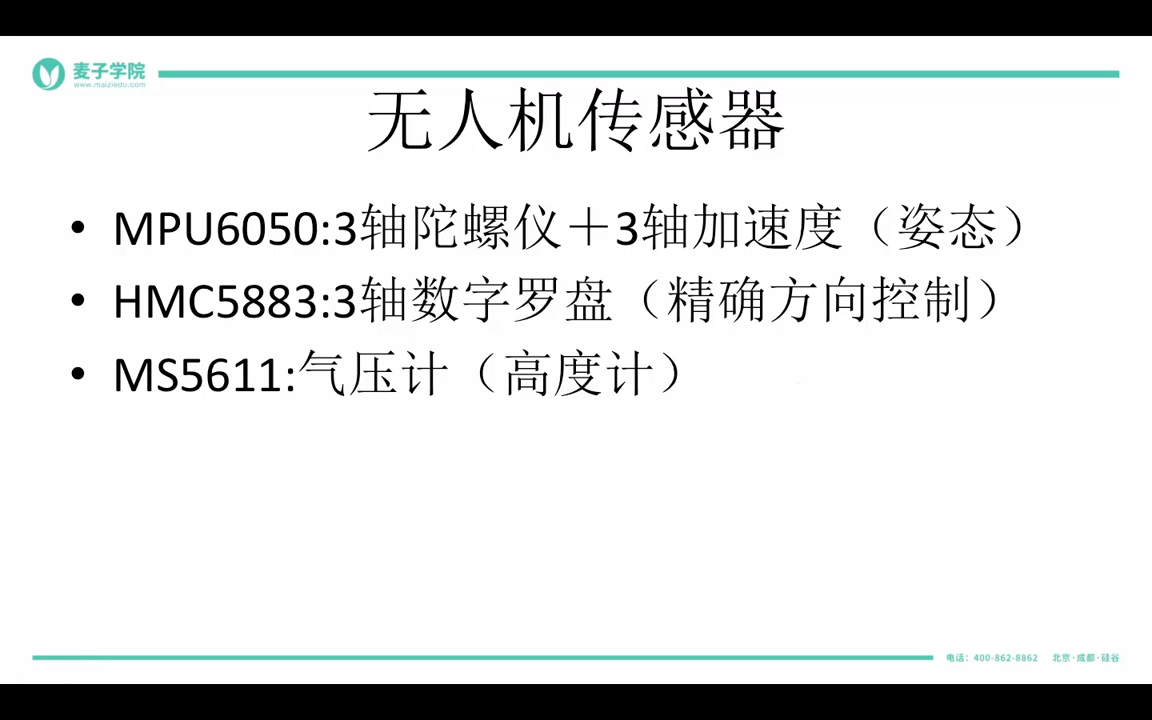 麦子学院
www.maiziedu.com
无人机传感器
• MPU6050:3轴陀螺仪＋3轴加速度（姿态）
• HMC5883:3轴数字罗盘（精确方向控制）
• MS5611:气压计（高度计）
电话：400-862-8862 北京·成都·硅谷